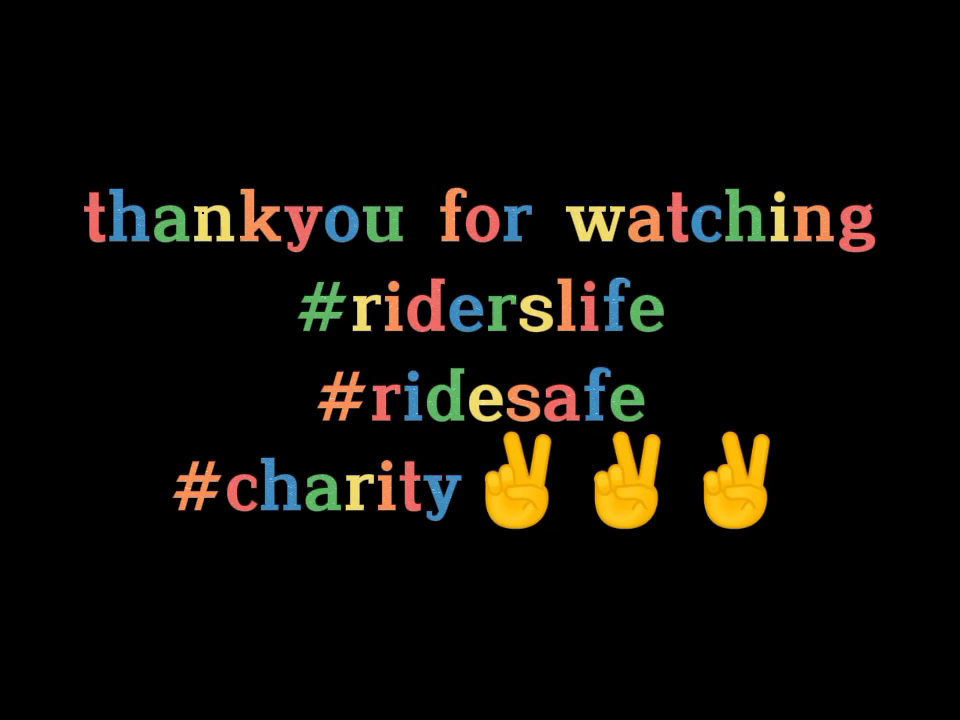 thankyou for watching
#riderslife
#ridesafe
#charity✌✌✌